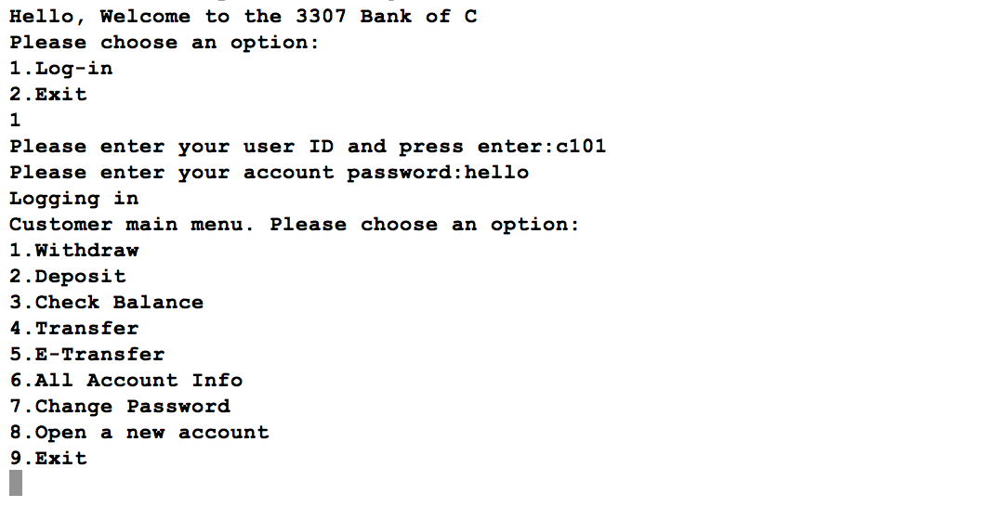 Hello, Welcome to the 3307 Bank of C
Please choose an option:
1.Log-in
2.Exit
1
Please enter your user ID and press enter:c101
Please enter your account password:hello
Logging in
Customer main menu. Please choose an option:
1.Withdraw
2.Deposit
3.Check Balance
4.Transfer
5.E-Transfer
6.All Account Info
7.Change Password
8.Open a new account
9.Exit